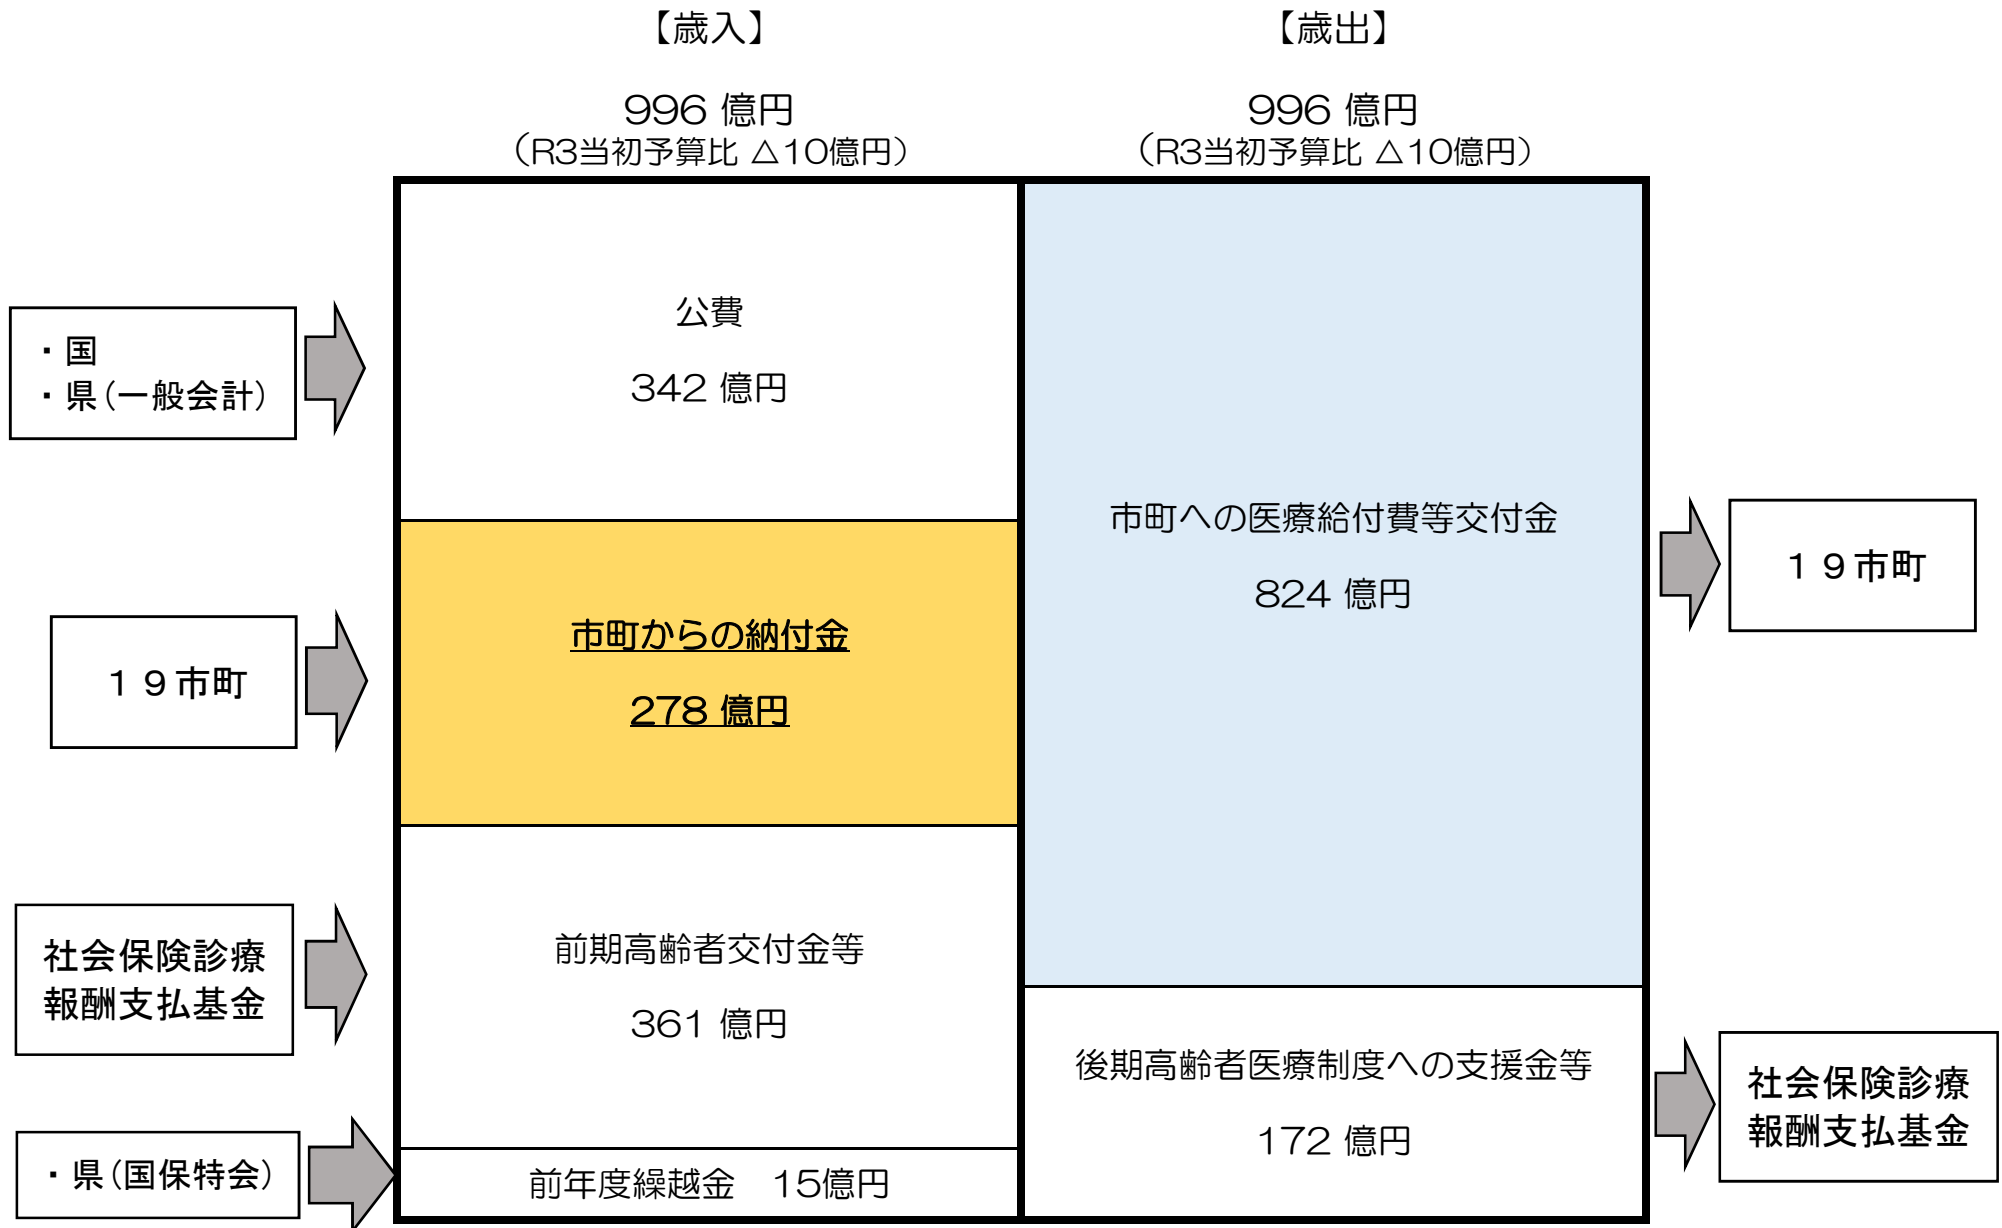 【歳入】
996 億円
（R3当初予算比 △10億円）
【歳出】
996 億円
（R3当初予算比 △10億円）
・国
・県(一般会計)
公費
342 億円
１９市町
市町からの納付金
278 億円
社会保険診療
報酬支払基金
前期高齢者交付金等
361 億円
・県(国保特会)
前年度繰越金　15億円
市町への医療給付費等交付金
824 億円
１９市町
後期高齢者医療制度への支援金等
172 億円
社会保険診療
報酬支払基金